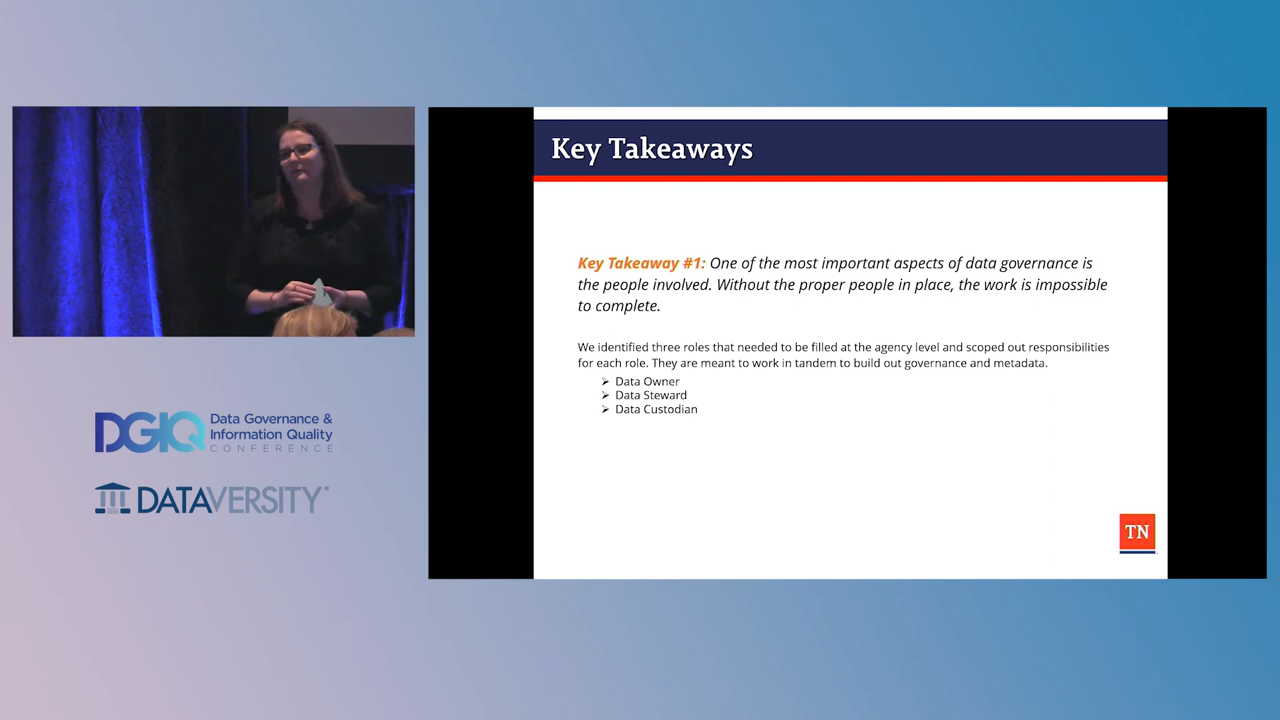 Key Takeaways
Key Takeaway #1: One of the most important aspects of data governance is
the people involved. Without the proper people in place, the work is impossible
to complete.
We identified three roles that needed to be filled at the agency level and scoped out responsibilities
for each role. They are meant to work in tandem to build out governance and metadata.
➢ Data Owner
➢ Data Steward
➢ Data Custodian
TN
DGIQ Data Governance &
Information Quality
CONFERENCE
DATAVERSITY